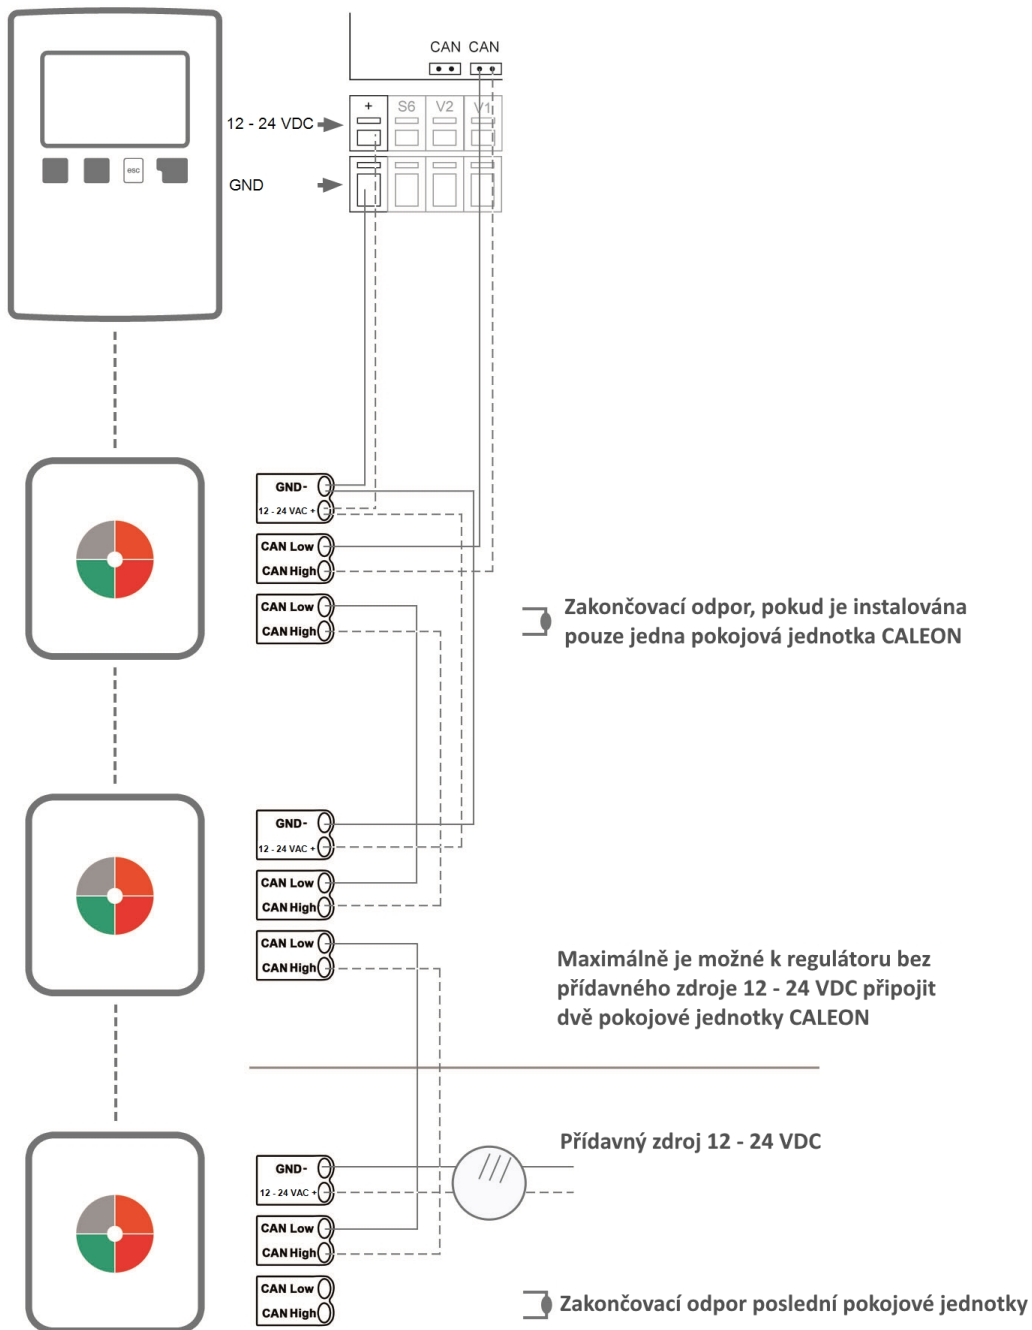 CAN CAN
+ S6 V2 V1
12 - 24 VDC
esc
GND
GND-
12 - 24 VAC +
CAN Low
CAN High
CAN Low
CAN High
Zakončovací odpor, pokud je instalována
pouze jedna pokojová jednotka CALEON
GND-
12 - 24 VAC +
CAN Low
CAN High
CAN Low
CAN High
Maximálně je možné k regulátoru bez
přídavného zdroje 12 - 24 VDC připojit
dvě pokojové jednotky CALEON
Přídavný zdroj 12 - 24 VDC
GND-
12 - 24 VAC +
CAN Low
CAN High
CAN Low
CAN High
Zakončovací odpor poslední pokojové jednotky